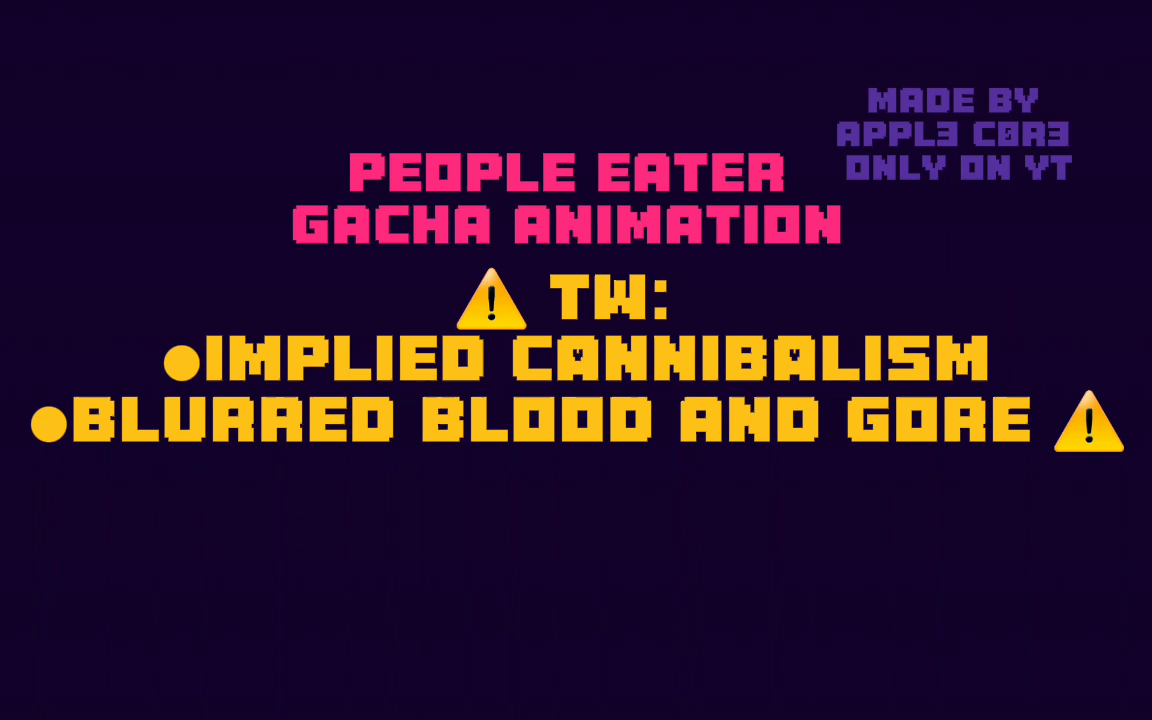 MADE BY
APPL3 C0R3
ONLY ON YT
PEOPLE EATER
GACHA ANIMATION
⚠️ TW:
●IMPLIED CANNIBALISM
●BLURRED BLOOD AND GORE ⚠️